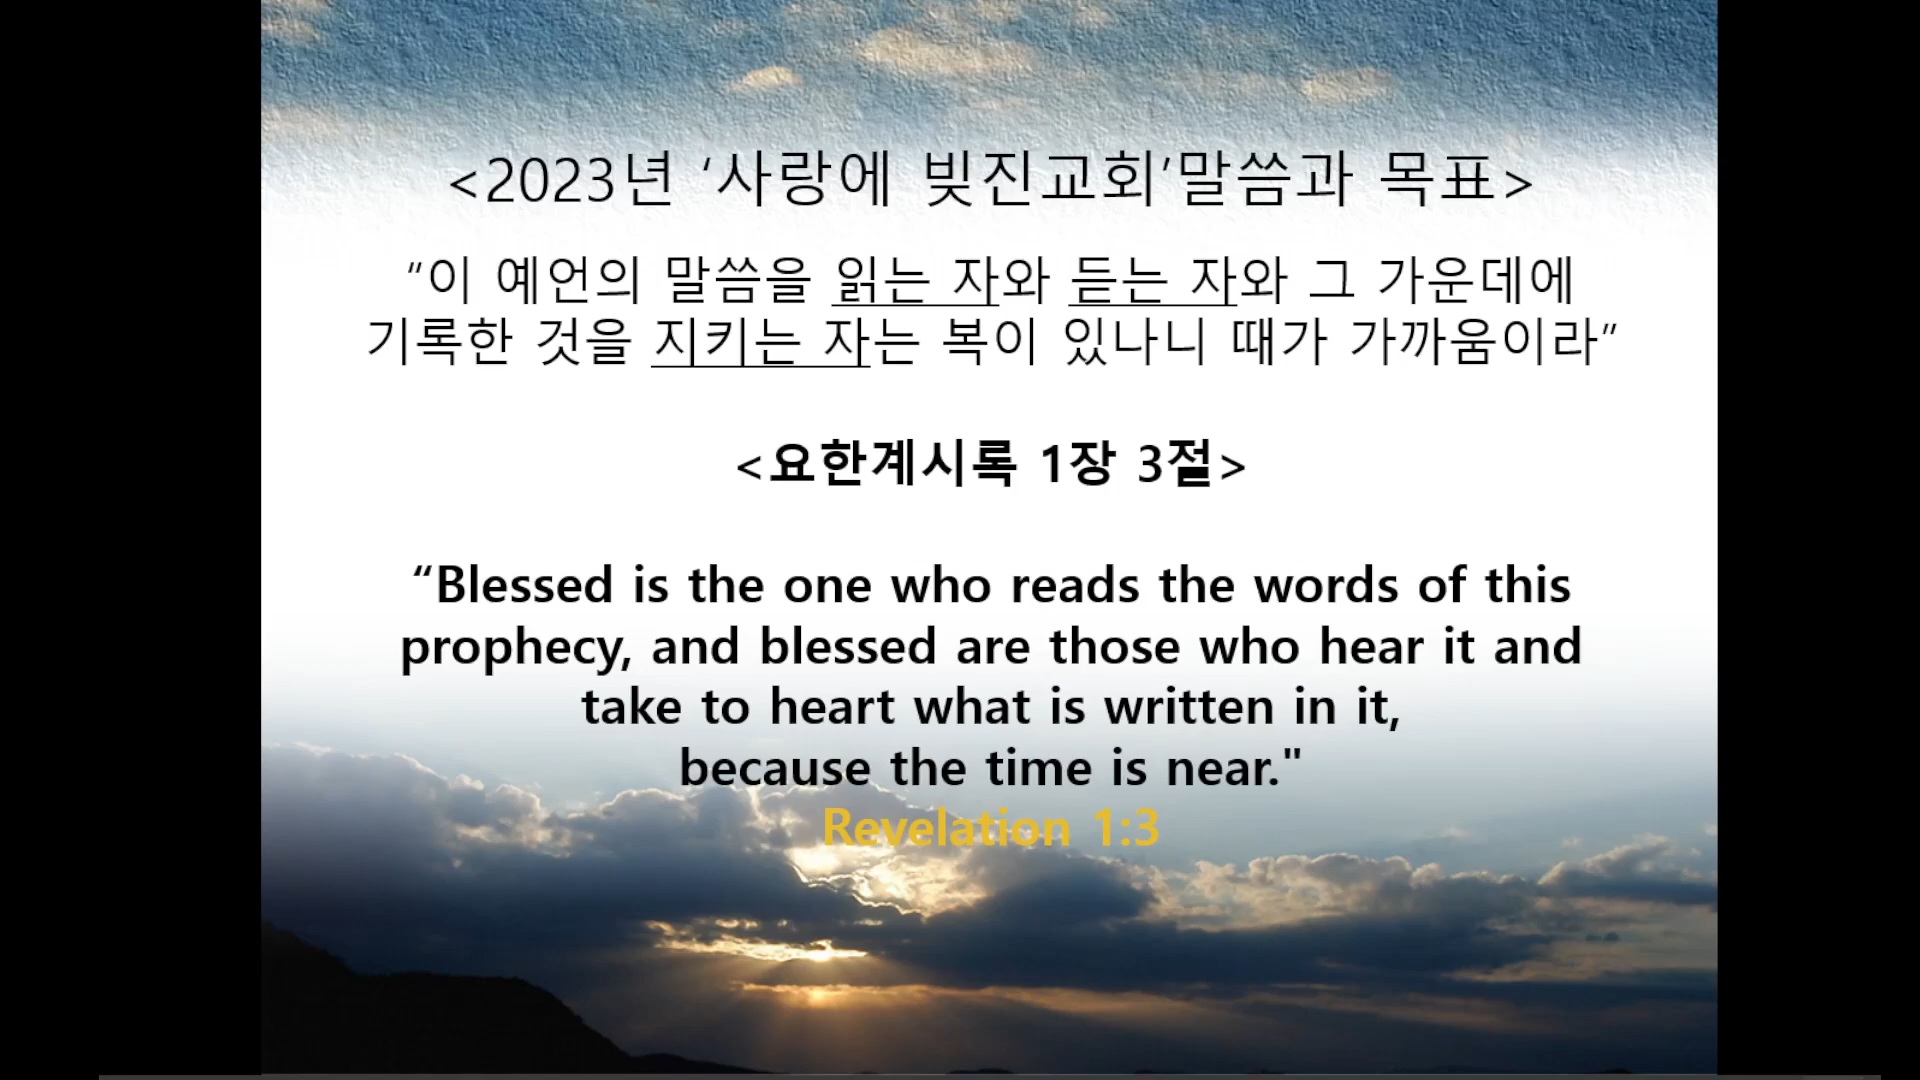 <2023년 ‘사랑에 빚진교회’말씀과 목표>
“이 예언의 말씀을 읽는 자와 듣는 자와 그 가운데에
기록한 것을 지키는 자는 복이 있나니 때가 가까움이라”
<요한계시록 1장 3절>
“Blessed is the one who reads the words of this
prophecy, and blessed are those who hear it and
take to heart what is written in it,
because the time is near."
Revelation 1:3